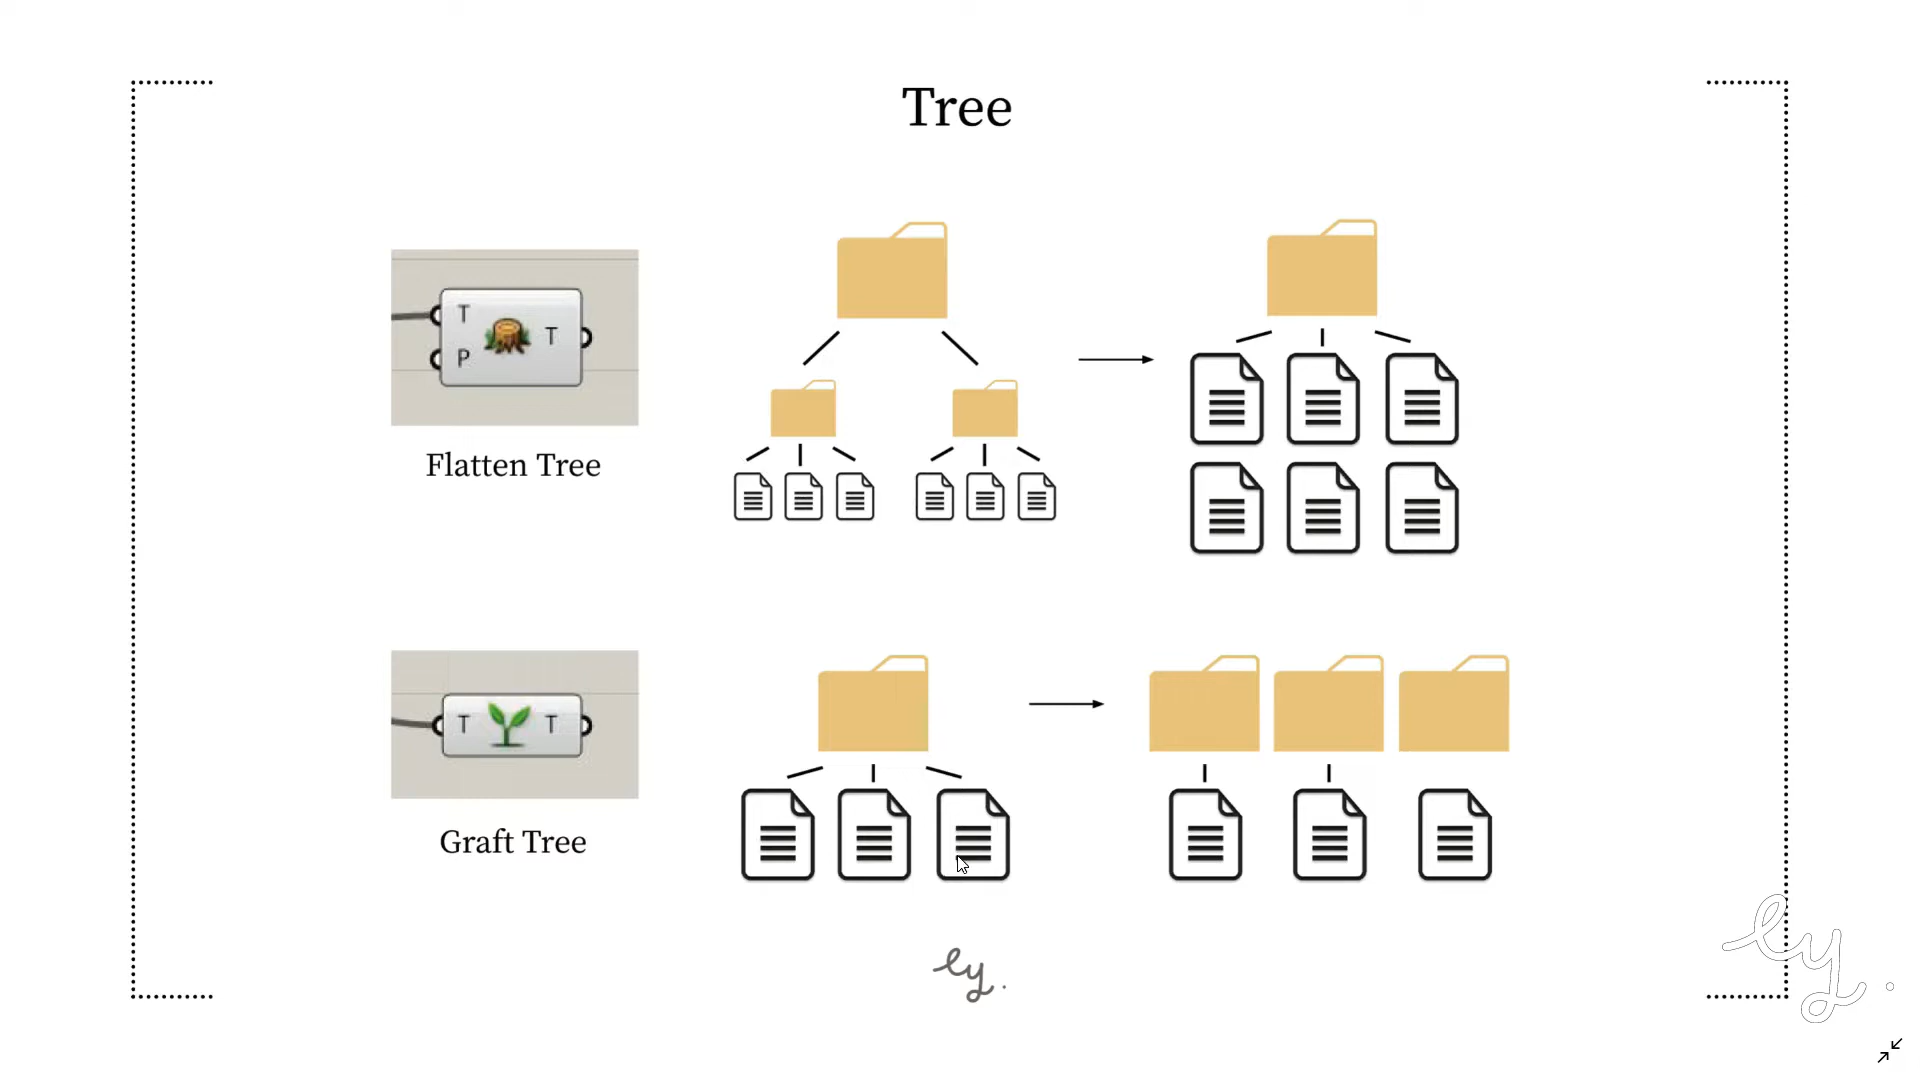 Tree
T
P
T
Flatten Tree
T
T
Graft Tree
ly.
ly.